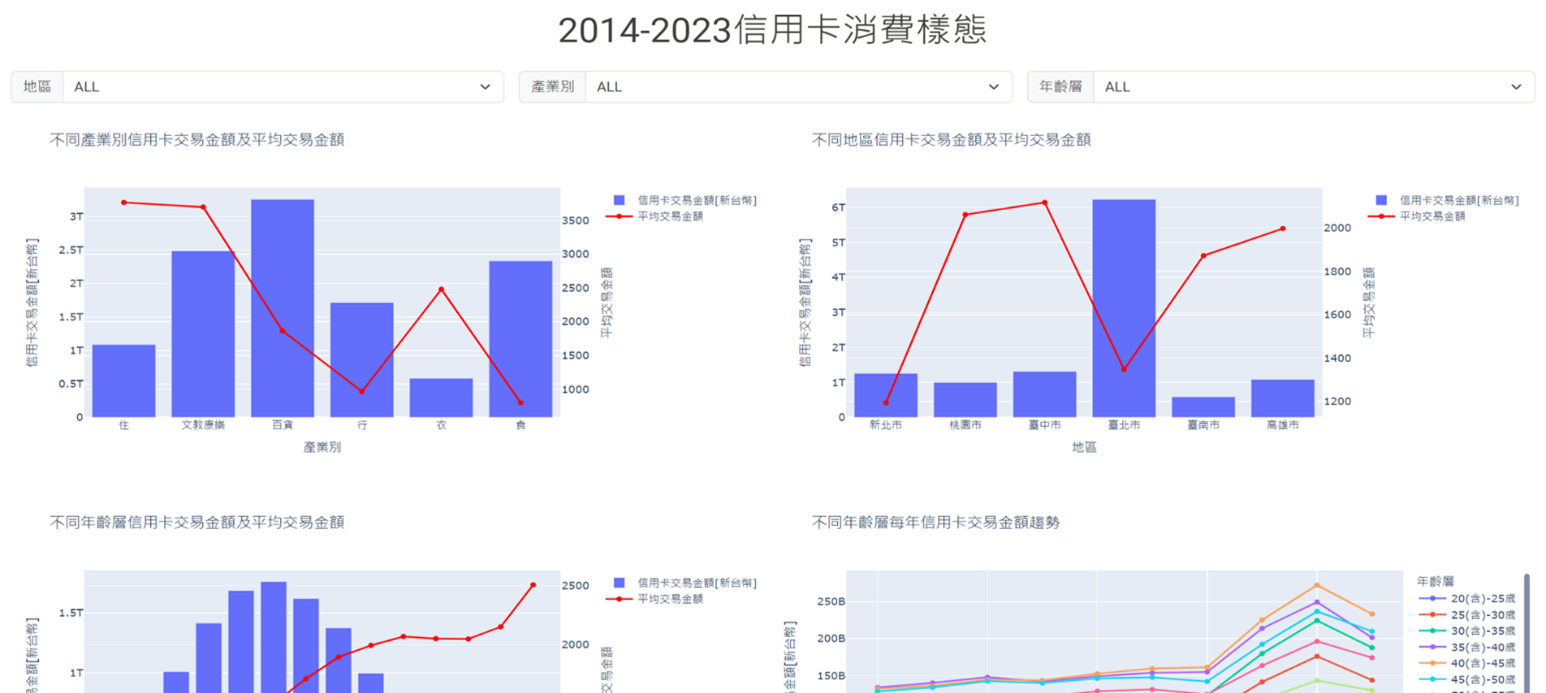 2014-2023信用卡消費樣態
地區 ALL
產業別 ALL
年齡層 ALL
不同產業別信用卡交易金額及平均交易金額
信用卡交易金額[新台幣]
平均交易金額
3T
2.5T
2T
1.5T
1T
0.5T
0
信用卡交易金額[新台幣]
3500
3000
2500
2000
1500
1000
平均交易金額
住 文教康樂 百貨 行 衣 食
產業別
不同地區信用卡交易金額及平均交易金額
信用卡交易金額[新台幣]
平均交易金額
6T
5T
4T
3T
2T
1T
0
信用卡交易金額[新台幣]
2000
1800
1600
1400
1200
平均交易金額
新北市 桃園市 臺中市 臺北市 臺南市 高雄市
地區
不同年齡層信用卡交易金額及平均交易金額
信用卡交易金額[新台幣]
平均交易金額
1.5T
1T
易金額[新台幣]
2500
2000
交易金額
不同年齡層每年信用卡交易金額趨勢
250B
200B
150B
金額[新台幣]
年齡層
20(含)-25歲
25(含)-30歲
30(含)-35歲
35(含)-40歲
40(含)-45歲
45(含)-50歲